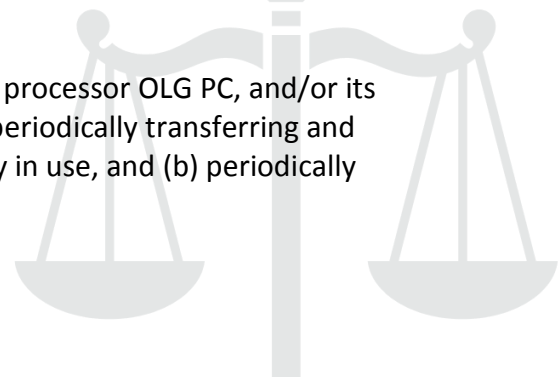 processor OLG PC, and/or its
periodically transferring and
in use, and (b) periodically